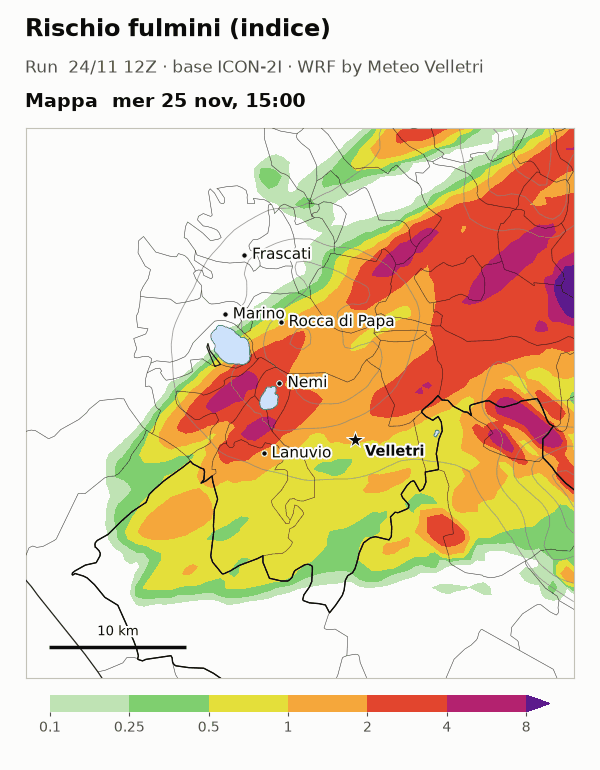 Rischio fulmini (indice)
Run  24/11 12Z · base ICON-2I · WRF by Meteo Velletri
Mappa  mer 25 nov, 15:00
Frascati
Marino
Rocca di Papa
Nemi
Velletri
Lanuvio
10 km
0.1 0.25 0.5 1 2 4 8